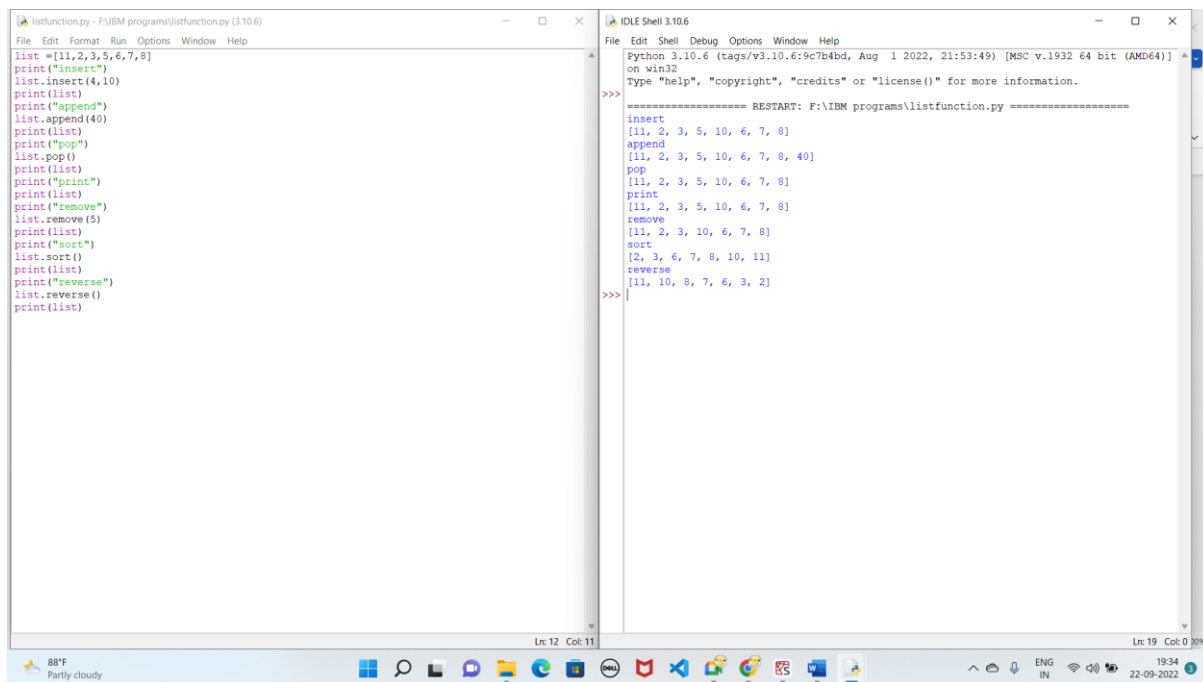 listfunction.py - F:\IBM programs\listfunction.py (3.10.6)
File Edit Format Run Options Window Help
list =[11,2,3,5,6,7,8]
print("insert")
list.insert(4,10)
print(list)
print("append")
list.append(40)
print(list)
print("pop")
list.pop()
print(list)
print("print")
print(list)
print("remove")
list.remove(5)
print(list)
print("sort")
list.sort()
print(list)
print("reverse")
list.reverse()
print(list)
Ln: 12 Col: 11
IDLE Shell 3.10.6
File Edit Shell Debug Options Window Help
Python 3.10.6 (tags/v3.10.6:9c7b4bd, Aug  1 2022, 21:53:49) [MSC v.1932 64 bit (AMD64)]
on win32
Type "help", "copyright", "credits" or "license()" for more information.
>>>
=================== RESTART: F:\IBM programs\listfunction.py ===================
insert
[11, 2, 3, 5, 10, 6, 7, 8]
append
[11, 2, 3, 5, 10, 6, 7, 8, 40]
pop
[11, 2, 3, 5, 10, 6, 7, 8]
print
[11, 2, 3, 5, 10, 6, 7, 8]
remove
[11, 2, 3, 10, 6, 7, 8]
sort
[2, 3, 6, 7, 8, 10, 11]
reverse
[11, 10, 8, 7, 6, 3, 2]
>>>
Ln: 19 Col: 0
88°F
Partly cloudy
DELL
W
ENG
IN
19:34
22-09-2022
3